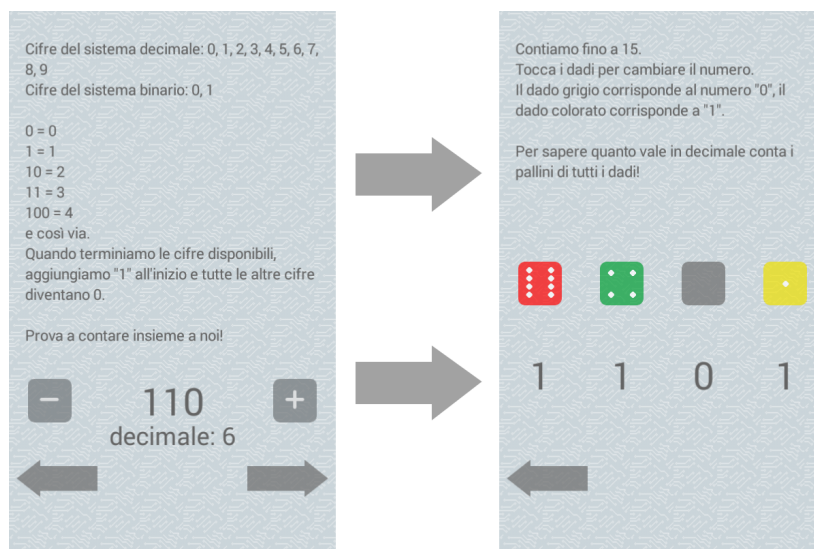 Cifre del sistema decimale: 0, 1, 2, 3, 4, 5, 6, 7,
8, 9
Cifre del sistema binario: 0, 1
0 = 0
1 = 1
10 = 2
11 = 3
100 = 4
e così via.
Quando terminiamo le cifre disponibili,
aggiungiamo "1" all'inizio e tutte le altre cifre
diventano 0.
Prova a contare insieme a noi!
− 110 +
decimale: 6
Contiamo fino a 15.
Tocca i dadi per cambiare il numero.
Il dado grigio corrisponde al numero "0", il
dado colorato corrisponde a "1".
Per sapere quanto vale in decimale conta i
pallini di tutti i dadi!
1 1 0 1